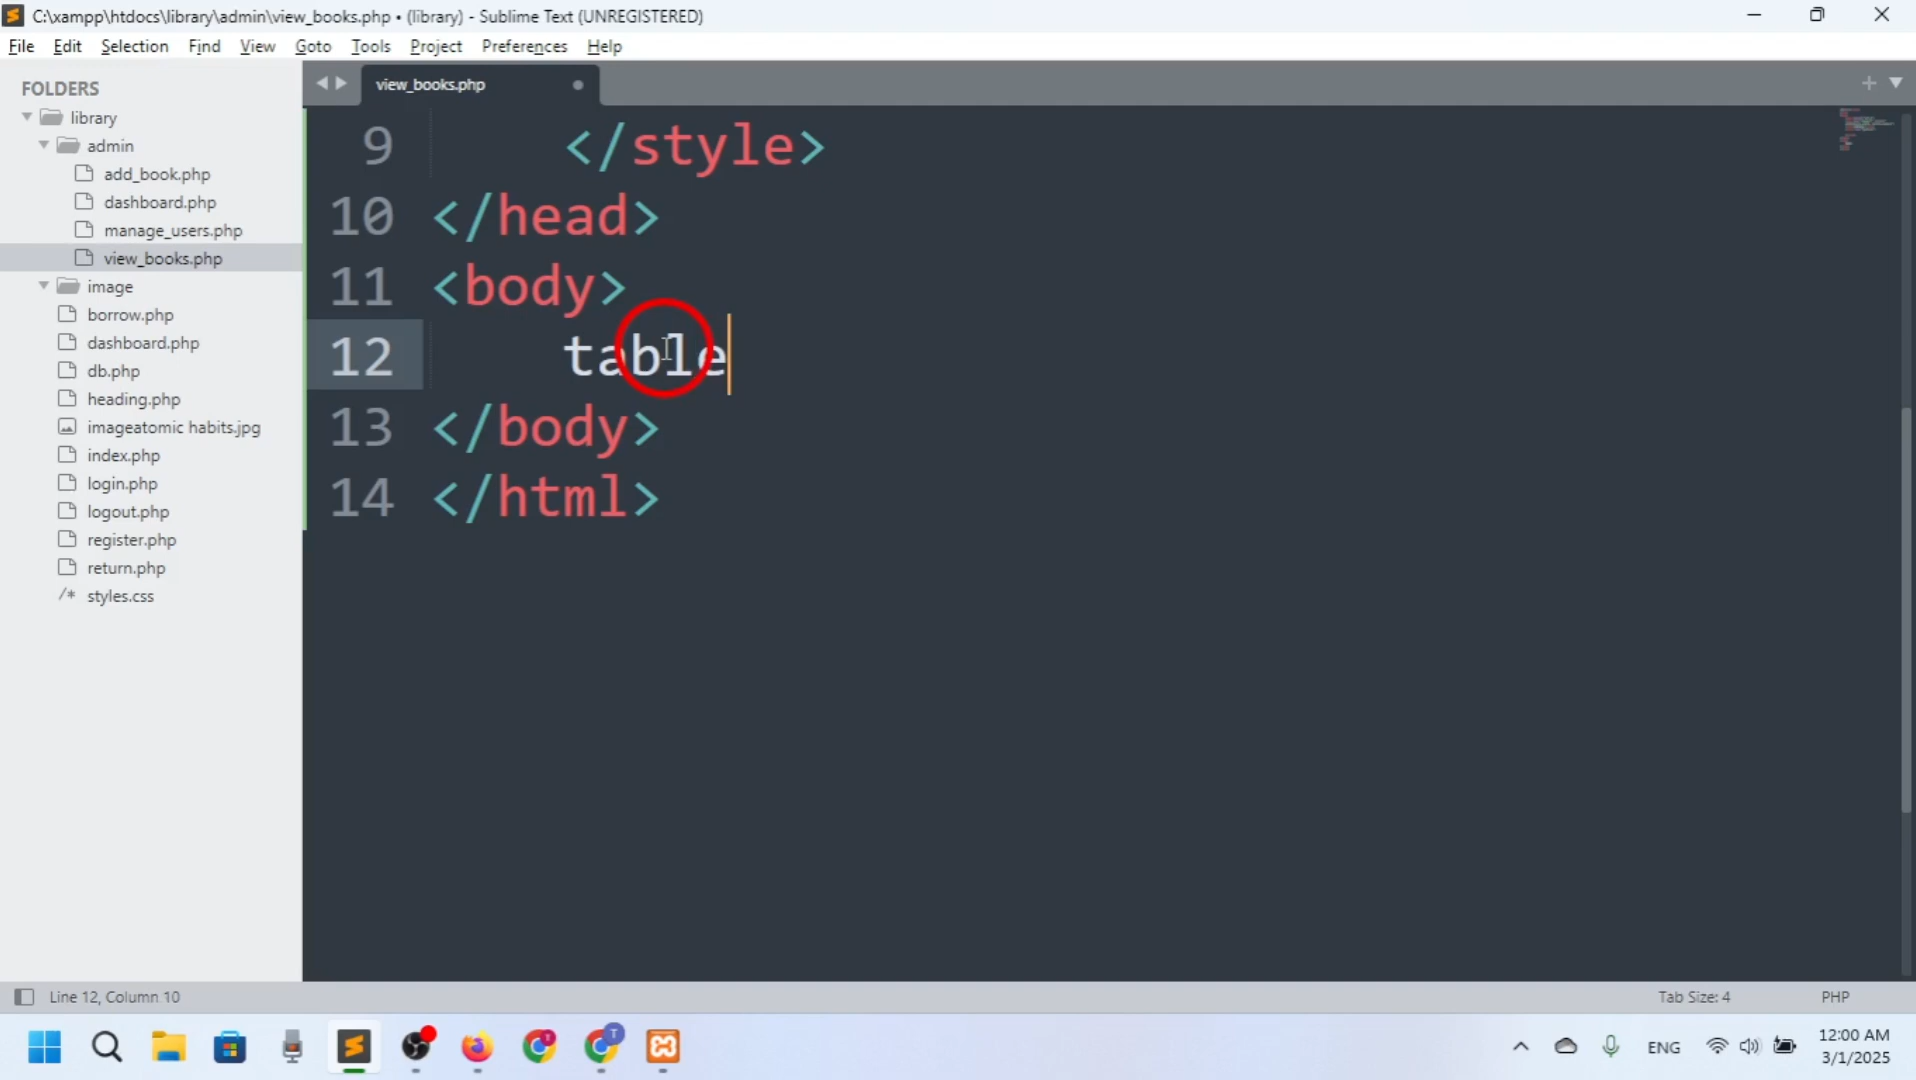 C:\xampp\htdocs\library\admin\view_books.php • (library) - Sublime Text (UNREGISTERED)
File Edit Selection Find View Goto Tools Project Preferences Help
FOLDERS
library
admin
add_book.php
dashboard.php
manage_users.php
view_books.php
image
borrow.php
dashboard.php
db.php
heading.php
imageatomic habits.jpg
index.php
login.php
logout.php
register.php
return.php
/* styles.css
view_books.php
9 </style>
10 </head>
11 <body>
12 table
13 </body>
14 </html>
Line 12, Column 10
Tab Size: 4
PHP
ENG
12:00 AM
3/1/2025